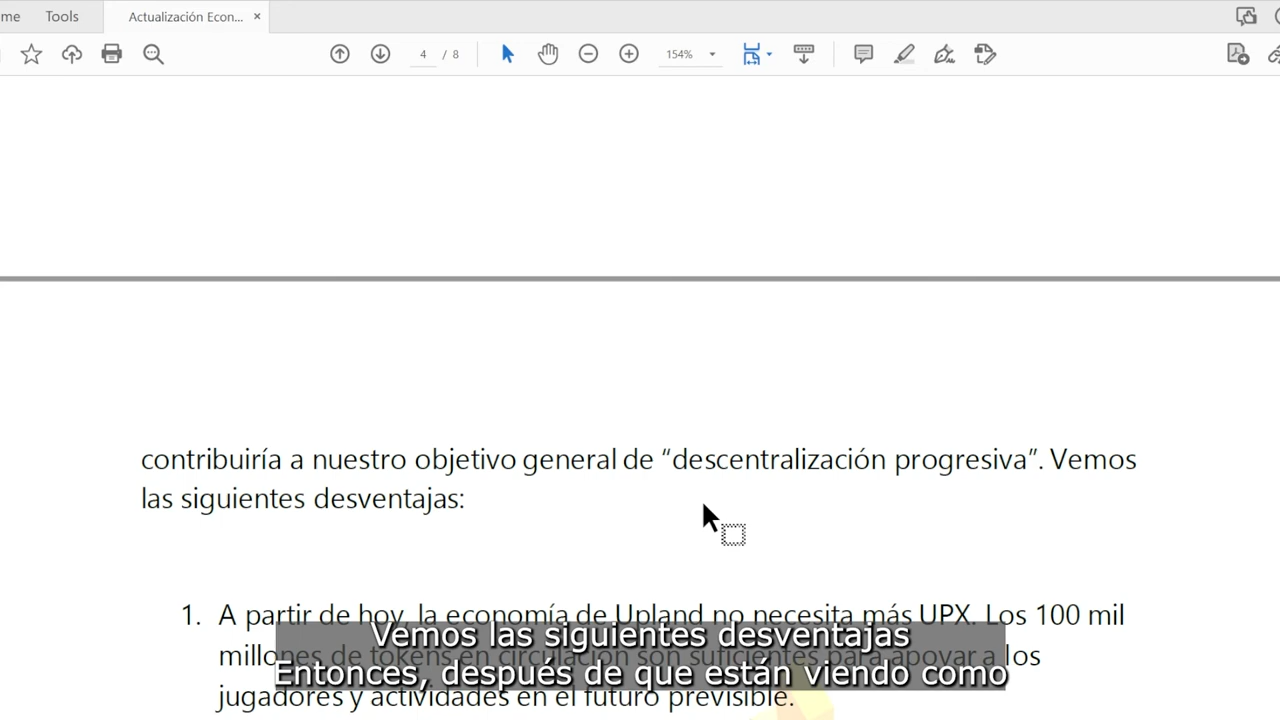 me Tools Actualización Econ... ×
4 / 8 154%
contribuiría a nuestro objetivo general de “descentralización progresiva”. Vemos
las siguientes desventajas:
1. A partir de hoy, la economía de Upland no necesita más UPX. Los 100 mil
Vemos las siguientes desventajas
millones de tokens en circulación son suficientes para apoyar a los
Entonces, después de que están viendo como
jugadores y actividades en el futuro previsible.